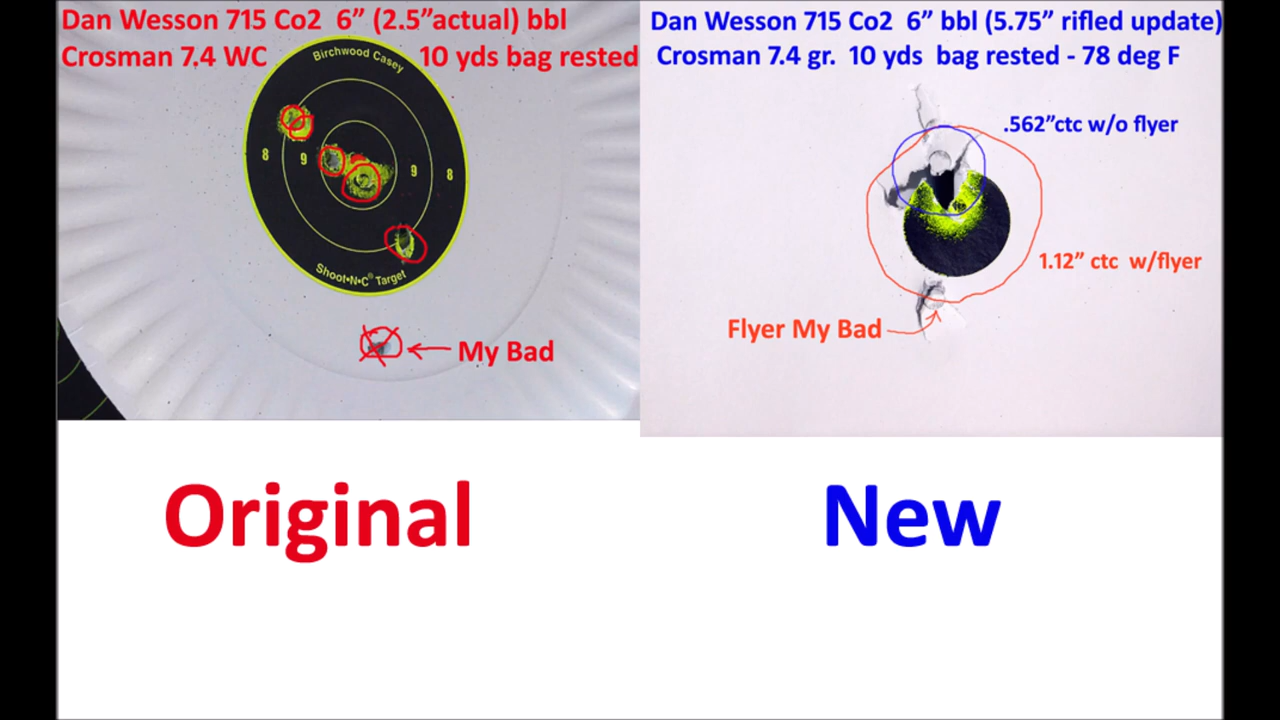 Dan Wesson 715 Co2  6” (2.5”actual) bbl
Crosman 7.4 WC 10 yds bag rested
Birchwood Casey
8 9 9 8
Shoot•N•C® Target
My Bad
Original
Dan Wesson 715 Co2  6” bbl (5.75” rifled update)
Crosman 7.4 gr.  10 yds  bag rested - 78 deg F
.562”ctc w/o flyer
1.12” ctc  w/flyer
Flyer My Bad
New